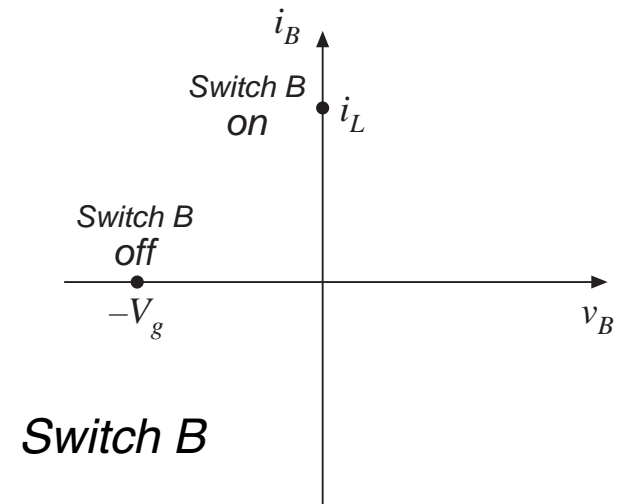 i_B
Switch B
on
i_L
Switch B
off
–V_g
v_B
Switch B